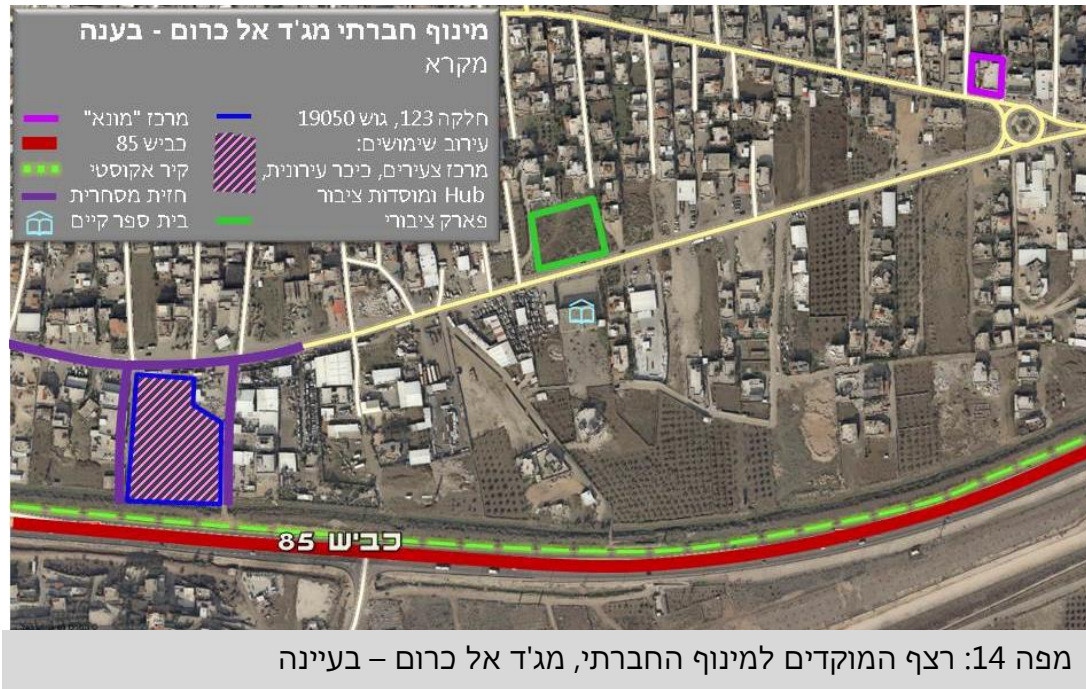 מינוף חברתי מג'ד אל כרום - בענה
מקרא
חלקה 123, גוש 19050
עירוב שימושים:
מרכז צעירים, כיכר עירונית,
Hub ומוסדות ציבור
פארק ציבורי
מרכז "מונא"
כביש 85
קיר אקוסטי
חזית מסחרית
בית ספר קיים
כביש 85
מפה 14: רצף המוקדים למינוף החברתי, מג'ד אל כרום – בעיינה